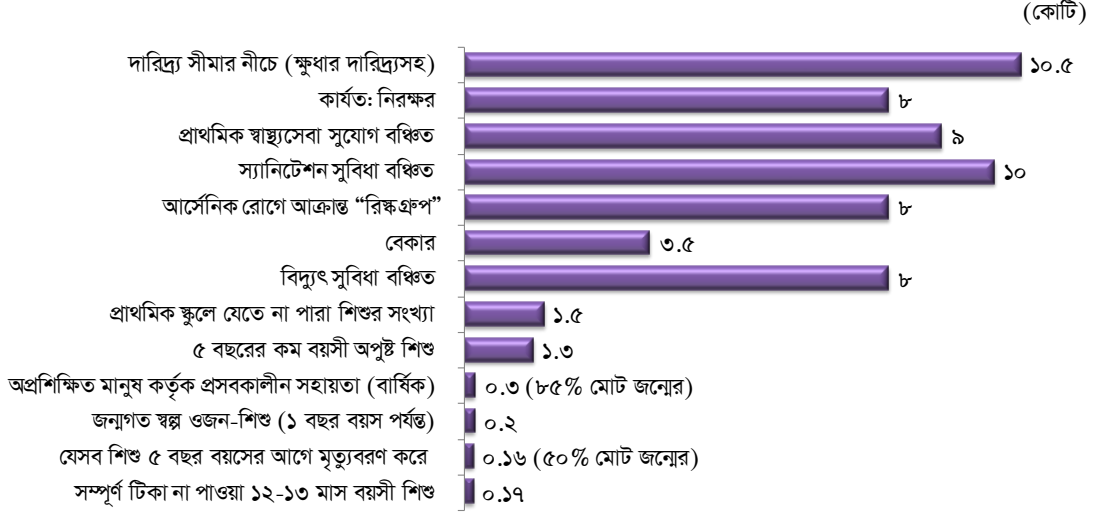 (কোটি)
দারিদ্র্য সীমার নীচে (ক্ষুধার দারিদ্র্যসহ) ১০.৫
কার্যত: নিরক্ষর ৮
প্রাথমিক স্বাস্থ্যসেবা সুযোগ বঞ্চিত ৯
স্যানিটেশন সুবিধা বঞ্চিত ১০
আর্সেনিক রোগে আক্রান্ত “রিস্কগ্রুপ” ৮
বেকার ৩.৫
বিদ্যুৎ সুবিধা বঞ্চিত ৮
প্রাথমিক স্কুলে যেতে না পারা শিশুর সংখ্যা ১.৫
৫ বছরের কম বয়সী অপুষ্ট শিশু ১.৩
অপ্রশিক্ষিত মানুষ কর্তৃক প্রসবকালীন সহায়তা (বার্ষিক) ০.৩ (৮৫% মোট জন্মের)
জন্মগত স্বল্প ওজন-শিশু (১ বছর বয়স পর্যন্ত) ০.২
যেসব শিশু ৫ বছর বয়সের আগে মৃত্যুবরণ করে ০.১৬ (৫০% মোট জন্মের)
সম্পূর্ণ টিকা না পাওয়া ১২-১৩ মাস বয়সী শিশু ০.১৭